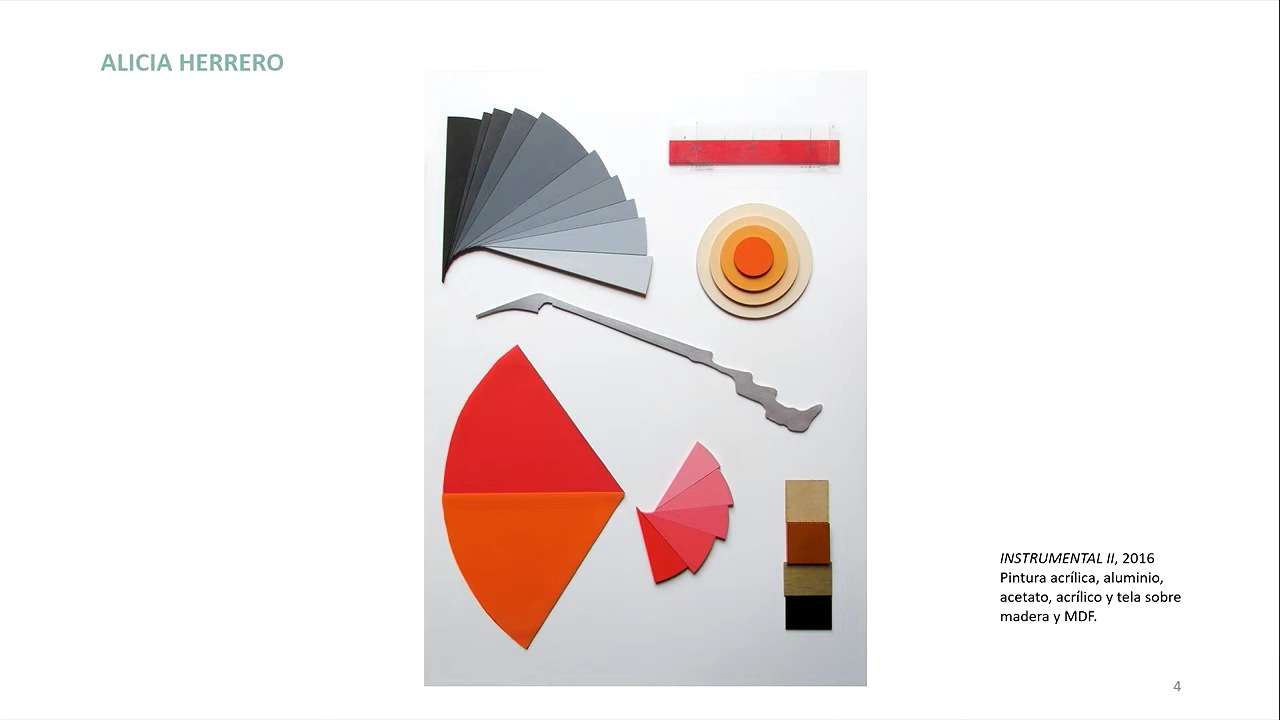 ALICIA HERRERO
INSTRUMENTAL II, 2016
Pintura acrílica, aluminio,
acetato, acrílico y tela sobre
madera y MDF.
4